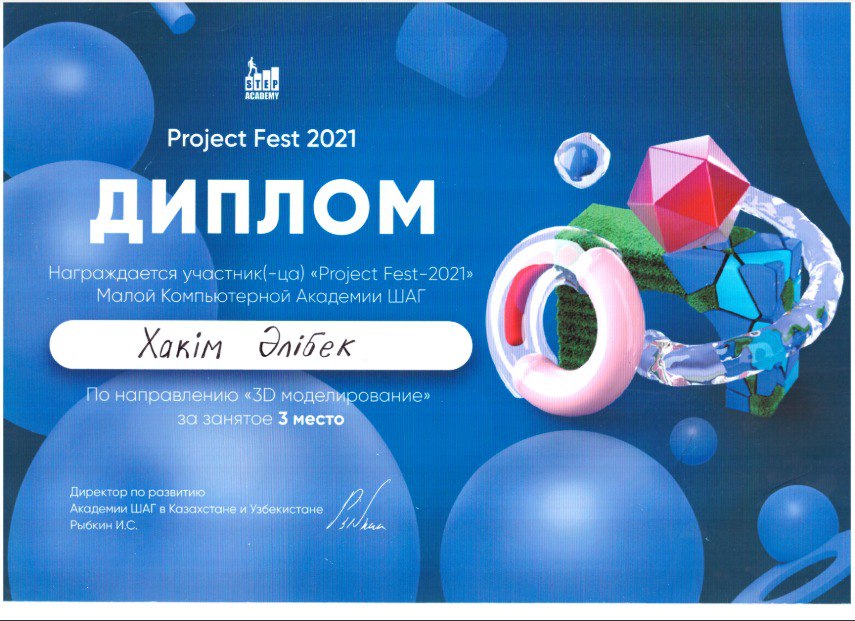 STEP
ACADEMY
Project Fest 2021
ДИПЛОМ
Награждается участник(-ца) «Project Fest-2021»
Малой Компьютерной Академии ШАГ
Хакім Әлібек
По направлению «3D моделирование»
за занятое 3 место
Директор по развитию
Академии ШАГ в Казахстане и Узбекистане
Рыбкин И.С.